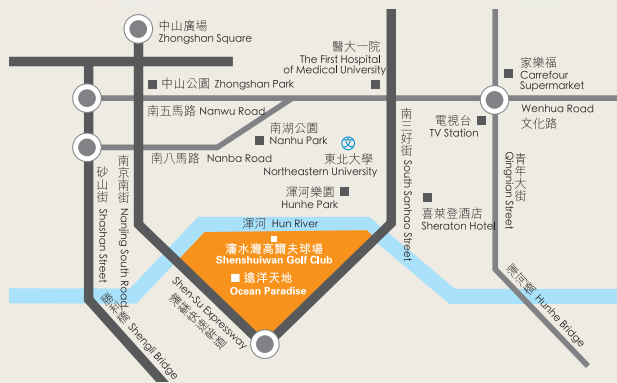 中山廣場
Zhongshan Square
醫大一院
The First Hospital
of Medical University
家樂福
Carrefour
Supermarket
中山公園 Zhongshan Park
南五馬路 Nanwu Road
Wenhua Road
文化路
電視台
TV Station
南湖公園
Nanhu Park
文
東北大學
Northeastern University
南八馬路 Nanba Road
渾河樂園
Hunhe Park
南三好街 South Sanhao Street
青年大街
Qingnian Street
喜萊登酒店
Sheraton Hotel
砂山街
Shashan Street
南京南街 Nanjing South Roary
渾河 Hun River
瀋水灣高爾夫球場
Shenshuiwan Golf Club
遠洋天地
Ocean Paradise
Shen-Su Expressway
瀋蘇快速幹道
勝利橋 Shengli Bridge
渾河橋 Hunhe Bridge